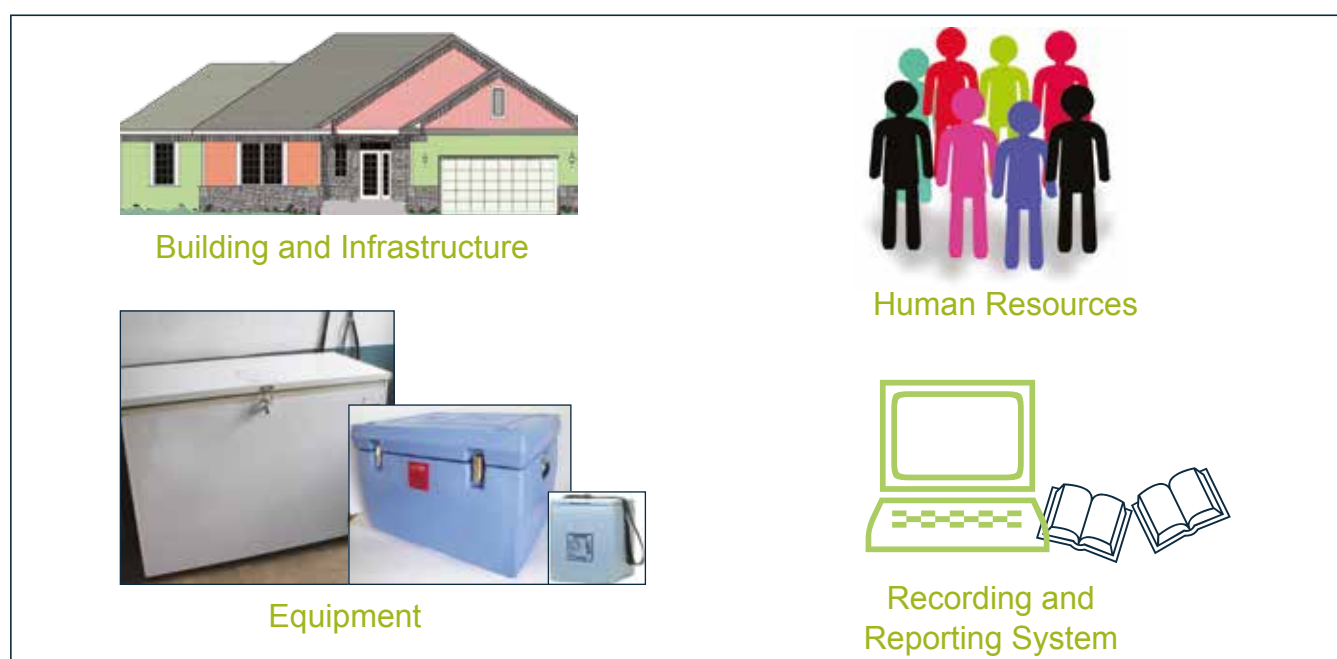 Building and Infrastructure
Human Resources
Equipment
Recording and
Reporting System